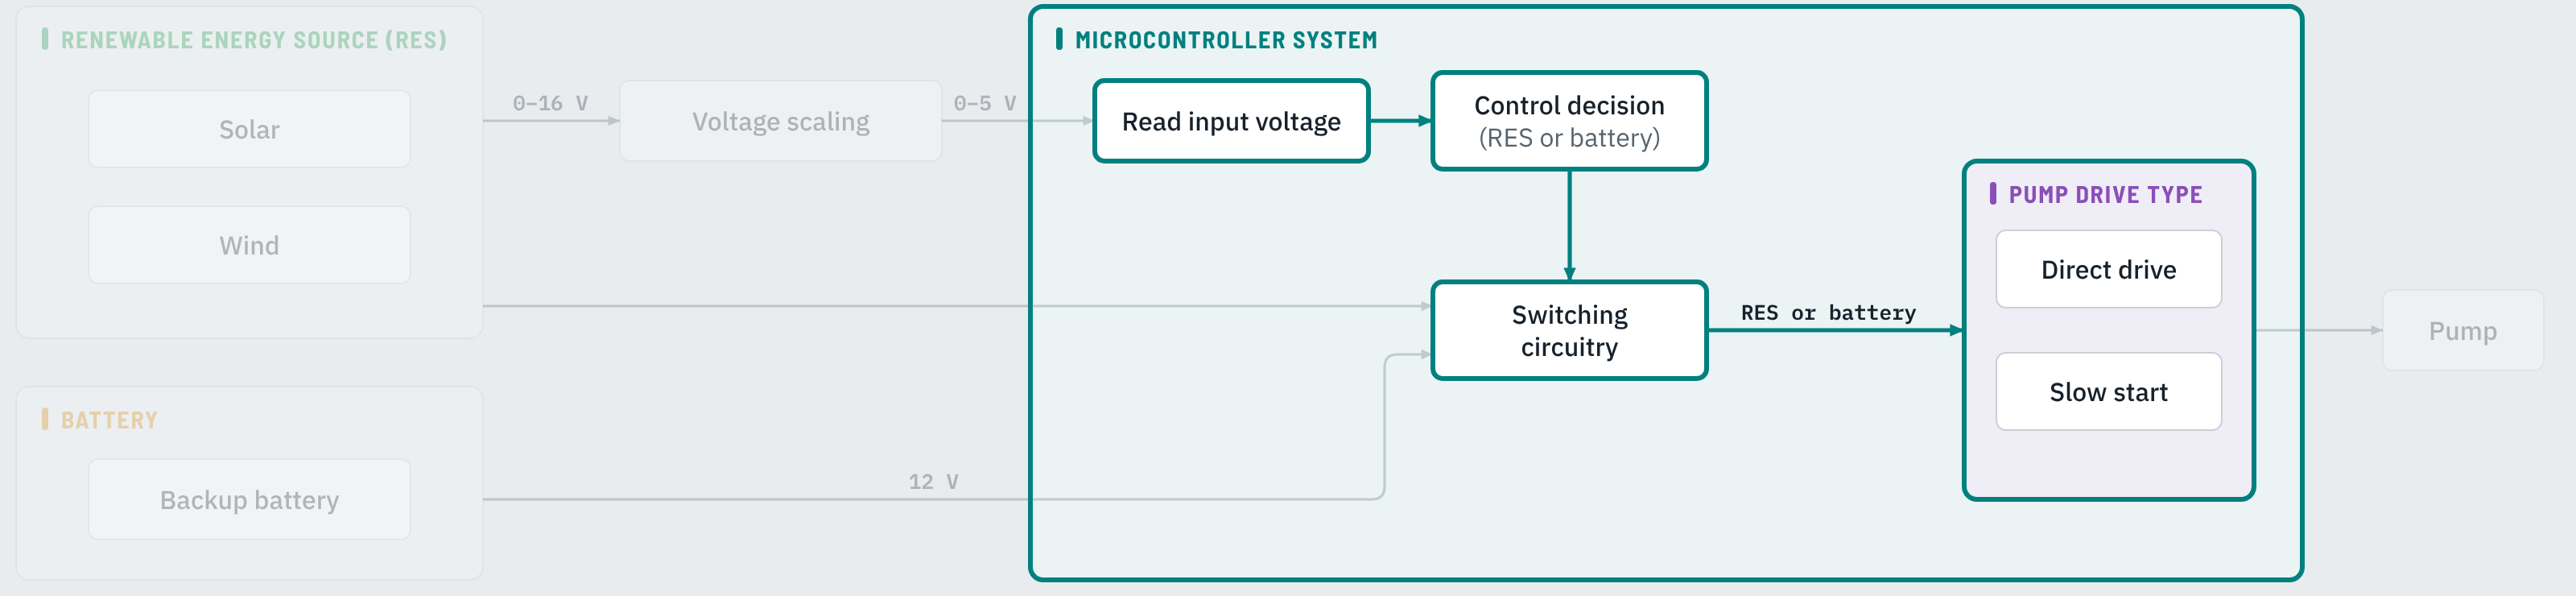 RENEWABLE ENERGY SOURCE (RES)
Solar
Wind
0–16 V
Voltage scaling
0–5 V
BATTERY
Backup battery
12 V
MICROCONTROLLER SYSTEM
Read input voltage
Control decision
(RES or battery)
Switching
circuitry
RES or battery
PUMP DRIVE TYPE
Direct drive
Slow start
Pump